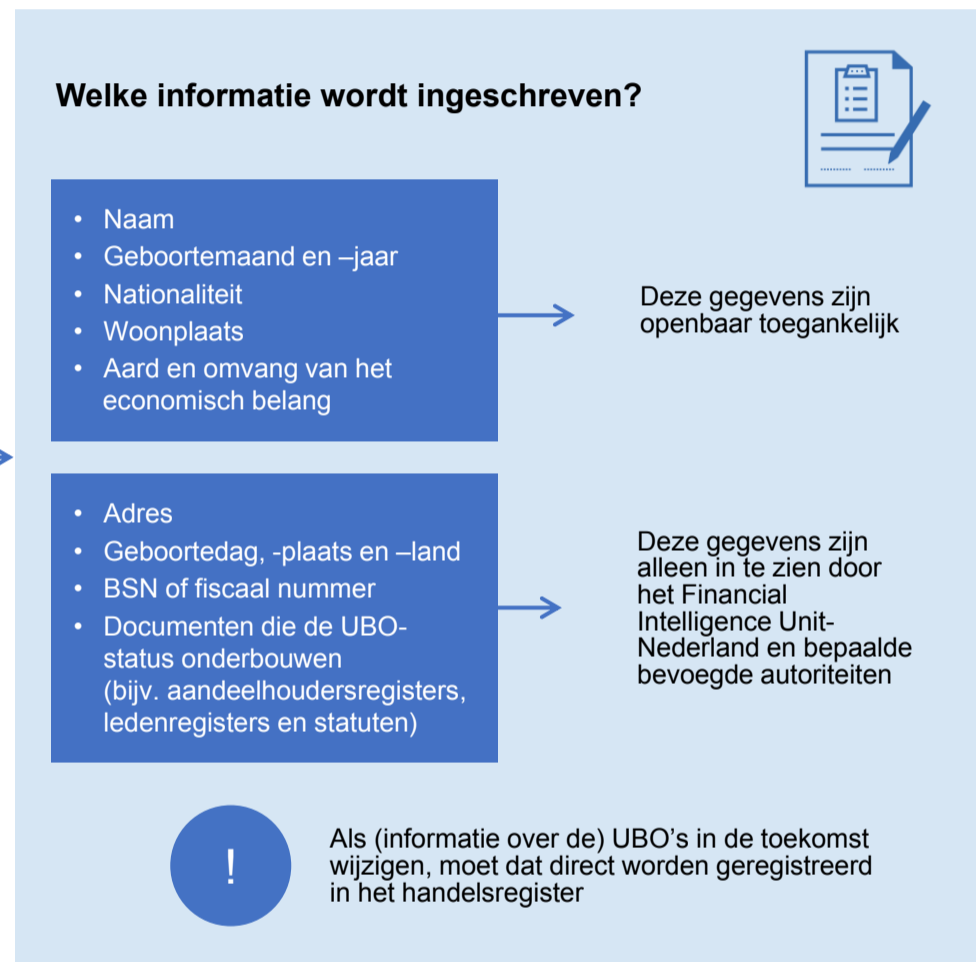 Welke informatie wordt ingeschreven?
• Naam
• Geboortemaand en –jaar
• Nationaliteit
• Woonplaats
• Aard en omvang van het
economisch belang
Deze gegevens zijn
openbaar toegankelijk
• Adres
• Geboortedag, -plaats en –land
• BSN of fiscaal nummer
• Documenten die de UBO-
status onderbouwen
(bijv. aandeelhoudersregisters,
ledenregisters en statuten)
Deze gegevens zijn
alleen in te zien door
het Financial
Intelligence Unit-
Nederland en bepaalde
bevoegde autoriteiten
!
Als (informatie over de) UBO’s in de toekomst
wijzigen, moet dat direct worden geregistreerd
in het handelsregister